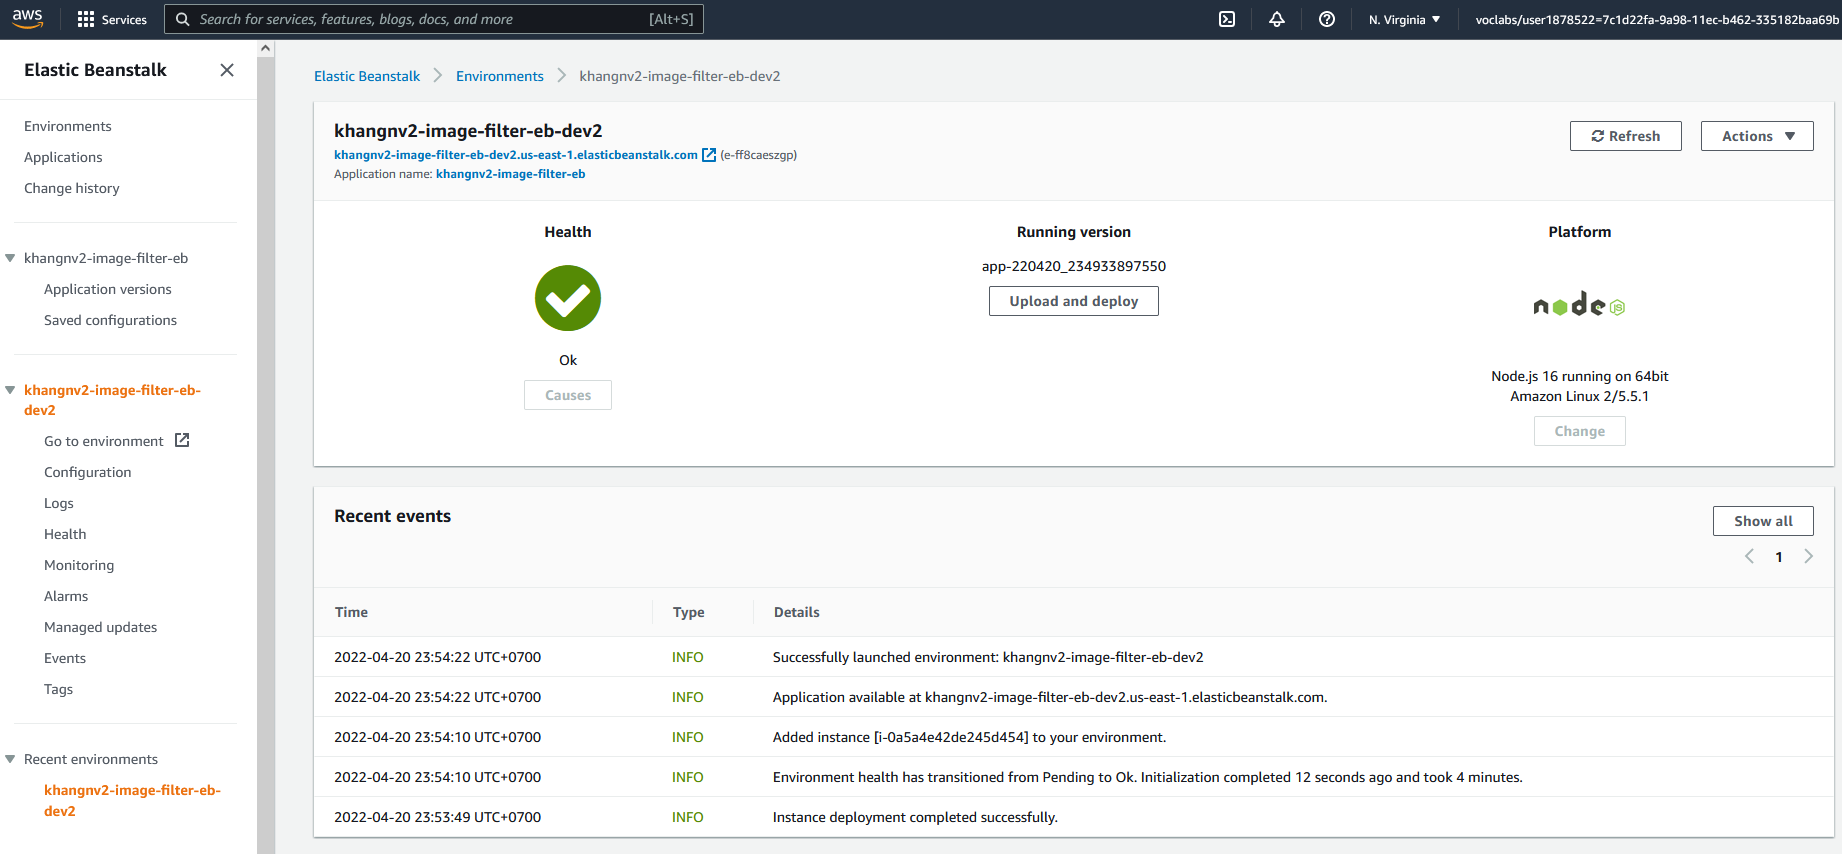 aws
Services
Search for services, features, blogs, docs, and more [Alt+S]
N. Virginia
voclabs/user1878522=7c1d22fa-9a98-11ec-b462-335182baa69b
Elastic Beanstalk
Environments
Applications
Change history
khangnv2-image-filter-eb
Application versions
Saved configurations
khangnv2-image-filter-eb-
dev2
Go to environment
Configuration
Logs
Health
Monitoring
Alarms
Managed updates
Events
Tags
Recent environments
khangnv2-image-filter-eb-
dev2
Elastic Beanstalk > Environments > khangnv2-image-filter-eb-dev2
khangnv2-image-filter-eb-dev2
khangnv2-image-filter-eb-dev2.us-east-1.elasticbeanstalk.com (e-ff8caeszgp)
Application name: khangnv2-image-filter-eb
Refresh
Actions
Health
Ok
Causes
Running version
app-220420_234933897550
Upload and deploy
Platform
node JS
Node.js 16 running on 64bit
Amazon Linux 2/5.5.1
Change
Recent events
Show all
1
Time Type Details
2022-04-20 23:54:22 UTC+0700 INFO Successfully launched environment: khangnv2-image-filter-eb-dev2
2022-04-20 23:54:22 UTC+0700 INFO Application available at khangnv2-image-filter-eb-dev2.us-east-1.elasticbeanstalk.com.
2022-04-20 23:54:10 UTC+0700 INFO Added instance [i-0a5a4e42de245d454] to your environment.
2022-04-20 23:54:10 UTC+0700 INFO Environment health has transitioned from Pending to Ok. Initialization completed 12 seconds ago and took 4 minutes.
2022-04-20 23:53:49 UTC+0700 INFO Instance deployment completed successfully.